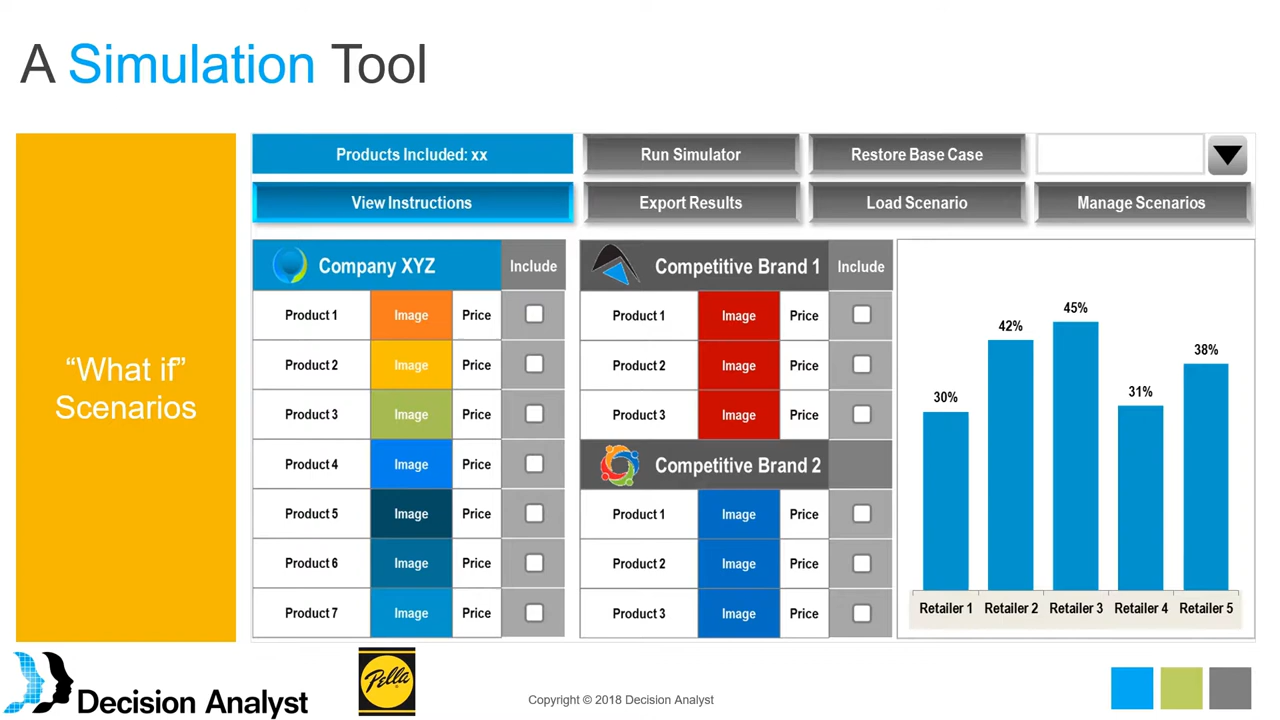 A Simulation Tool
“What if”
Scenarios
Products Included: xx
Run Simulator
Restore Base Case
View Instructions
Export Results
Load Scenario
Manage Scenarios
Company XYZ
Include
Product 1 Image Price
Product 2 Image Price
Product 3 Image Price
Product 4 Image Price
Product 5 Image Price
Product 6 Image Price
Product 7 Image Price
Competitive Brand 1
Include
Product 1 Image Price
Product 2 Image Price
Product 3 Image Price
Competitive Brand 2
Product 1 Image Price
Product 2 Image Price
Product 3 Image Price
30% 42% 45% 31% 38%
Retailer 1 Retailer 2 Retailer 3 Retailer 4 Retailer 5
Decision Analyst
Pella
Copyright © 2018 Decision Analyst